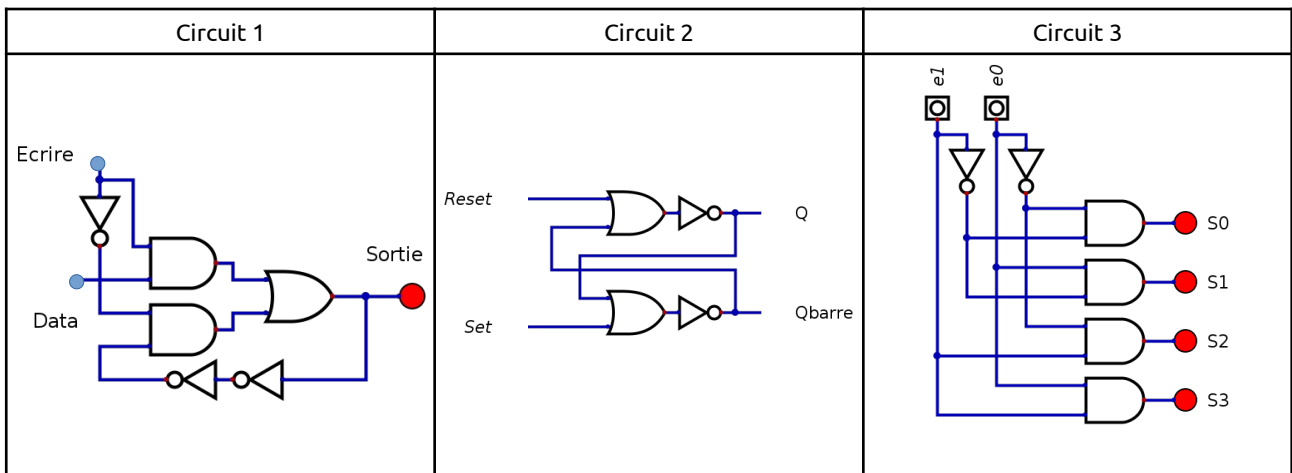 Circuit 1
Circuit 2
Circuit 3
Ecrire
Data
Sortie
Reset
Set
Q
Qbarre
e1
e0
S0
S1
S2
S3